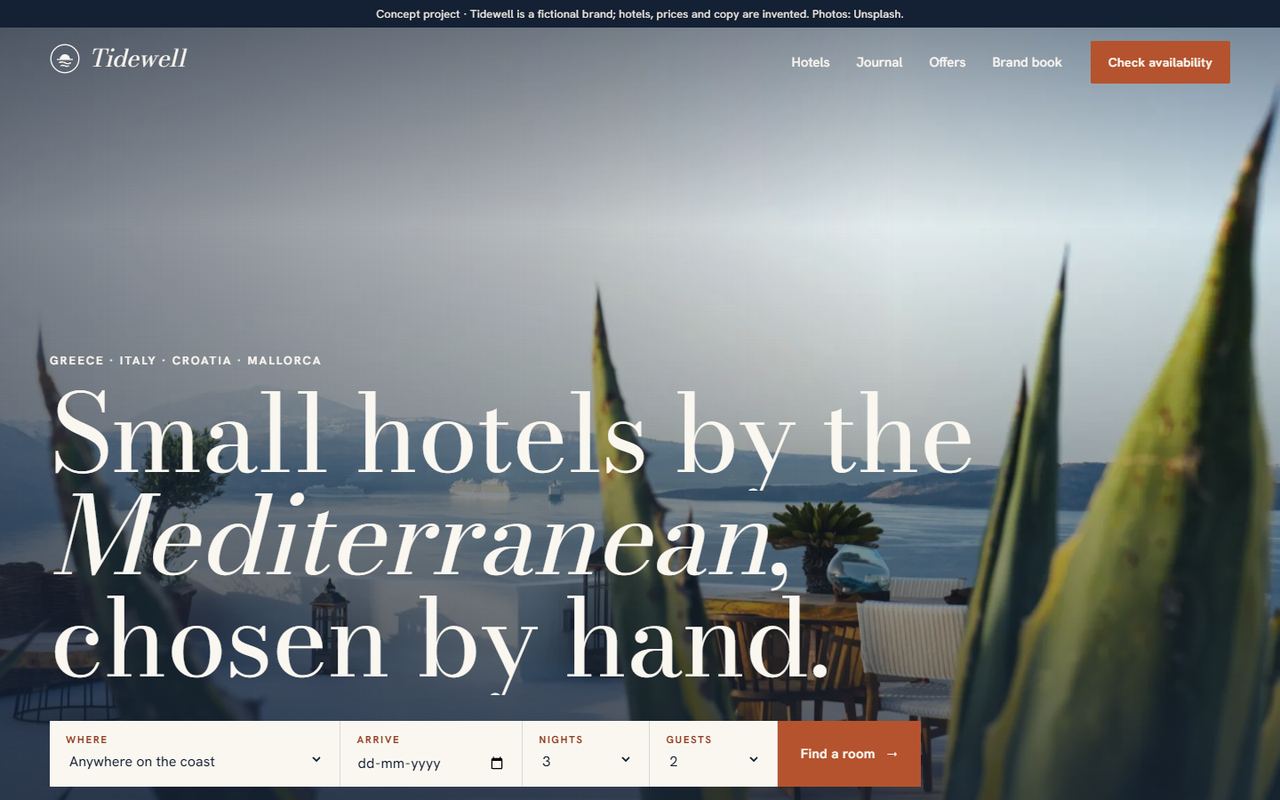 Concept project · Tidewell is a fictional brand; hotels, prices and copy are invented. Photos: Unsplash.
Tidewell
Hotels
Journal
Offers
Brand book
Check availability
GREECE · ITALY · CROATIA · MALLORCA
Small hotels by the
Mediterranean,
chosen by hand.
WHERE
Anywhere on the coast
ARRIVE
dd-mm-yyyy
NIGHTS
3
GUESTS
2
Find a room →